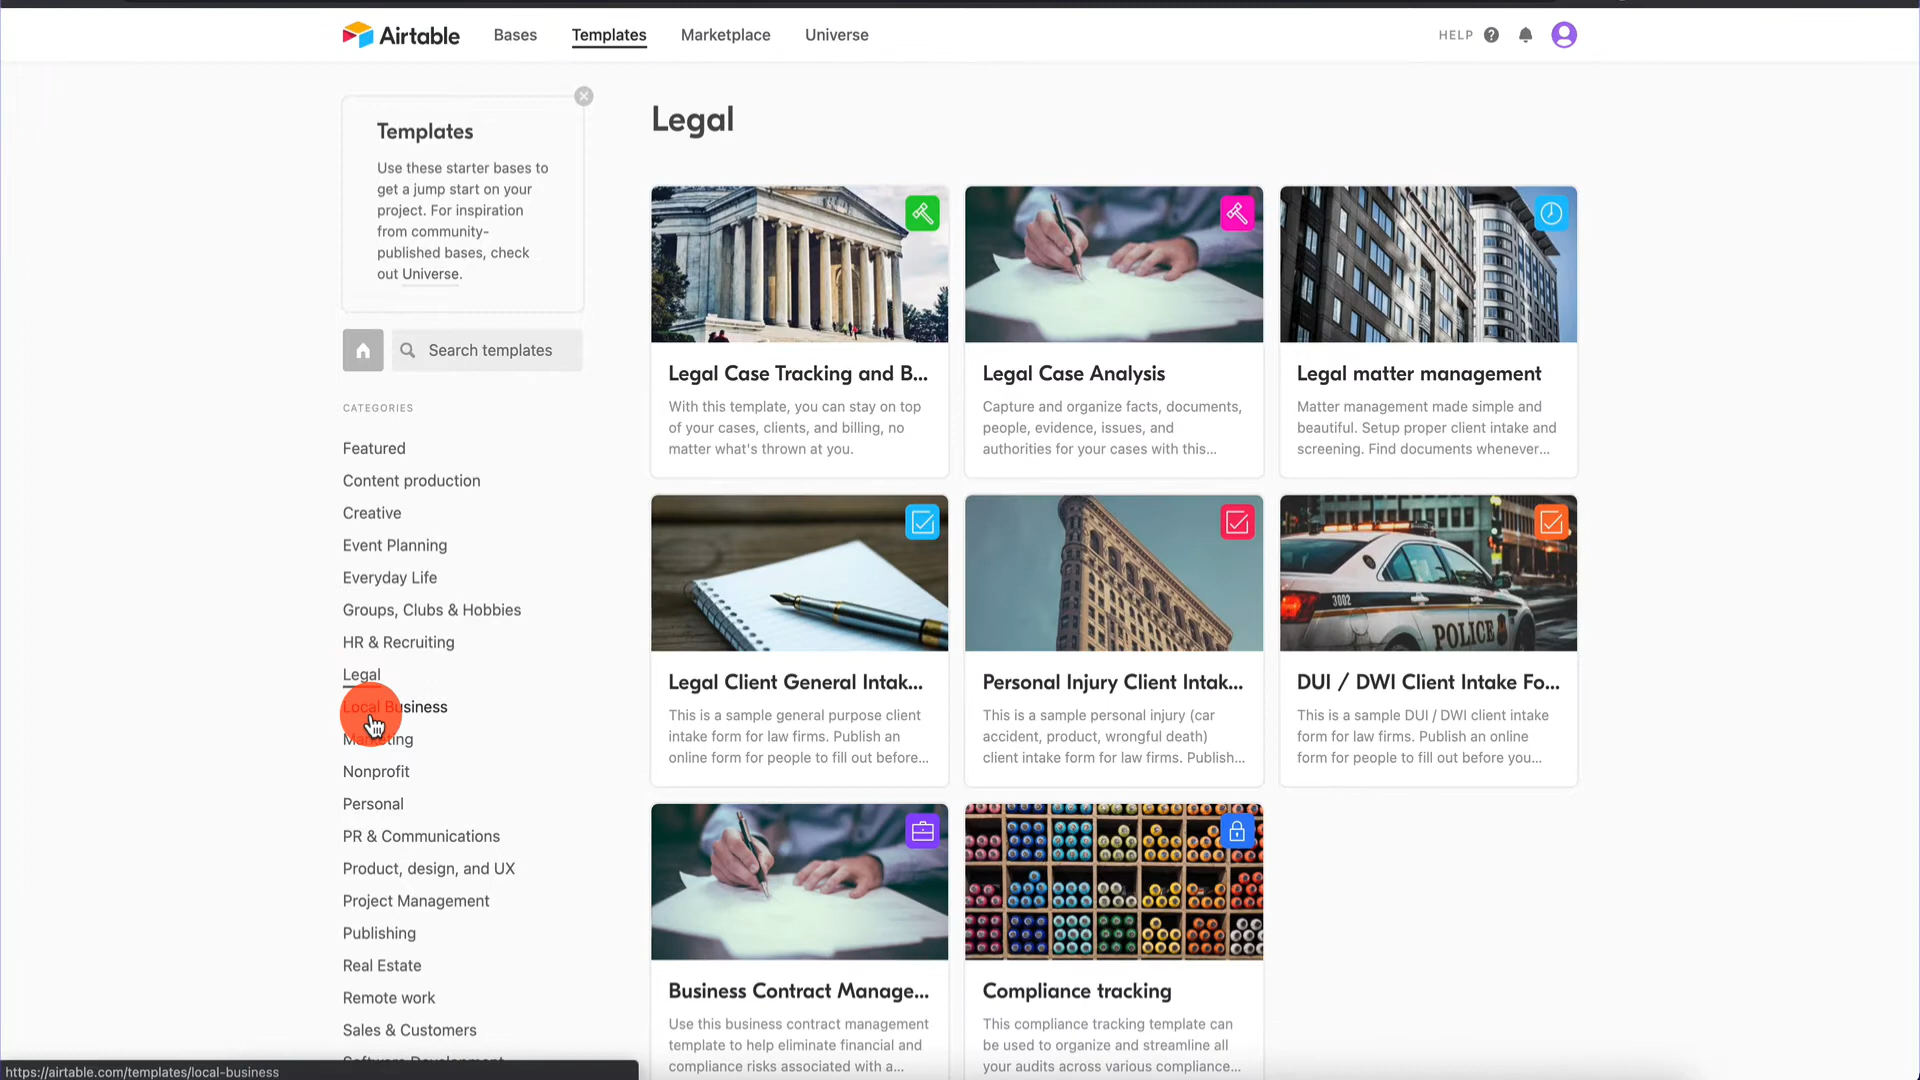 Airtable
Bases
Templates
Marketplace
Universe
HELP
Templates
Use these starter bases to
get a jump start on your
project. For inspiration
from community-
published bases, check
out Universe.
Search templates
CATEGORIES
Featured
Content production
Creative
Event Planning
Everyday Life
Groups, Clubs & Hobbies
HR & Recruiting
Legal
Local Business
Marketing
Nonprofit
Personal
PR & Communications
Product, design, and UX
Project Management
Publishing
Real Estate
Remote work
Sales & Customers
Software Development
https://airtable.com/templates/local-business
Legal
Legal Case Tracking and B...
With this template, you can stay on top
of your cases, clients, and billing, no
matter what's thrown at you.
Legal Case Analysis
Capture and organize facts, documents,
people, evidence, issues, and
authorities for your cases with this...
Legal matter management
Matter management made simple and
beautiful. Setup proper client intake and
screening. Find documents whenever...
Legal Client General Intak...
This is a sample general purpose client
intake form for law firms. Publish an
online form for people to fill out before...
Personal Injury Client Intak...
This is a sample personal injury (car
accident, product, wrongful death)
client intake form for law firms. Publish...
3002
POLICE
DUI / DWI Client Intake Fo...
This is a sample DUI / DWI client intake
form for law firms. Publish an online
form for people to fill out before you...
Business Contract Manage...
Use this business contract management
template to help eliminate financial and
compliance risks associated with a...
Compliance tracking
This compliance tracking template can
be used to organize and streamline all
your audits across various compliance...